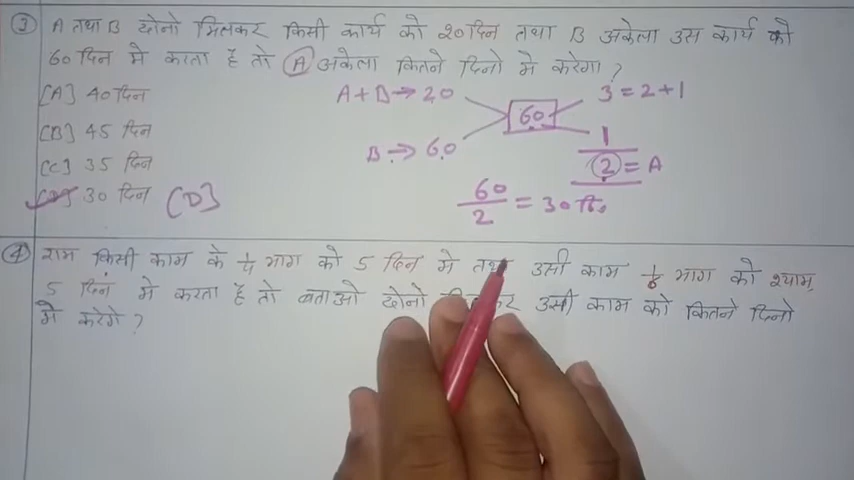 ③ A तथा B दोनो मिलकर किसी कार्य को 20 दिन तथा B अकेला उस कार्य को
60 दिन मे करता है तो A अकेला कितने दिनो मे करेगा ?
[A] 40 दिन
A+B → 20
60
3 = 2+1
[B] 45 दिन
B → 60
1
[C] 35 दिन
2 = A
[D] 30 दिन [D]
60/2 = 30 दि.
④ राम किसी काम के 1/4 भाग को 5 दिन मे तथा उसी काम 1/6 भाग को श्याम,
5 दिनं मे करता है तो बताओ दोनो उसी काम को कितने दिनो
मे करेगे ?